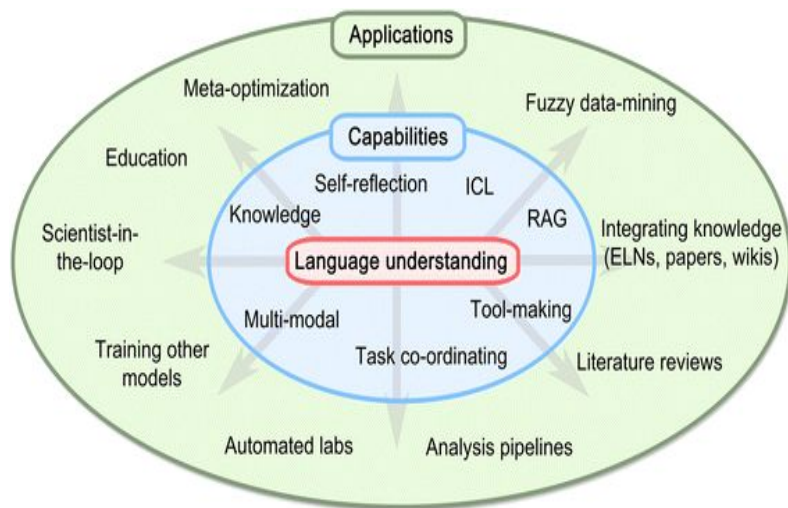 Applications
Meta-optimization
Fuzzy data-mining
Capabilities
Education
Self-reflection
ICL
Knowledge
RAG
Scientist-in-
the-loop
Language understanding
Integrating knowledge
(ELNs, papers, wikis)
Multi-modal
Tool-making
Training other
models
Task co-ordinating
Literature reviews
Automated labs
Analysis pipelines